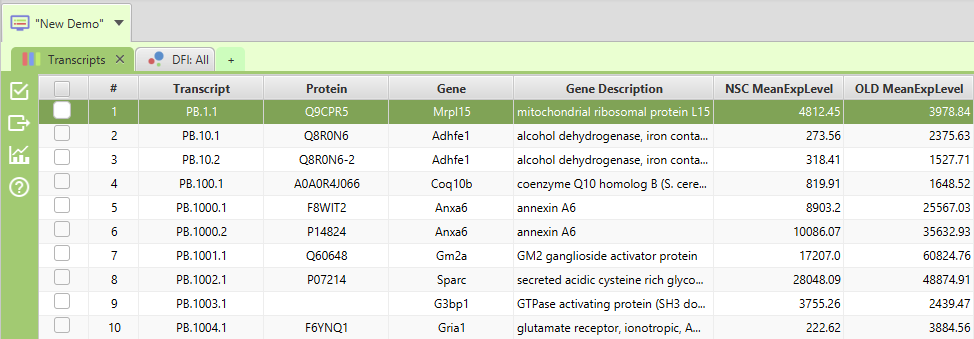 "New Demo"
Transcripts DFI: All +
# Transcript Protein Gene Gene Description NSC MeanExpLevel OLD MeanExpLevel
1 PB.1.1 Q9CPR5 Mrpl15 mitochondrial ribosomal protein L15 4812.45 3978.84
2 PB.10.1 Q8R0N6 Adhfe1 alcohol dehydrogenase, iron conta... 273.56 2375.63
3 PB.10.2 Q8R0N6-2 Adhfe1 alcohol dehydrogenase, iron conta... 318.41 1527.71
4 PB.100.1 A0A0R4J066 Coq10b coenzyme Q10 homolog B (S. cere... 819.91 1648.52
5 PB.1000.1 F8WIT2 Anxa6 annexin A6 8903.2 25567.03
6 PB.1000.2 P14824 Anxa6 annexin A6 10086.07 35632.93
7 PB.1001.1 Q60648 Gm2a GM2 ganglioside activator protein 17207.0 60824.76
8 PB.1002.1 P07214 Sparc secreted acidic cysteine rich glyco... 28048.09 48874.91
9 PB.1003.1 G3bp1 GTPase activating protein (SH3 do... 3755.26 2439.47
10 PB.1004.1 F6YNQ1 Gria1 glutamate receptor, ionotropic, A... 222.62 3884.56